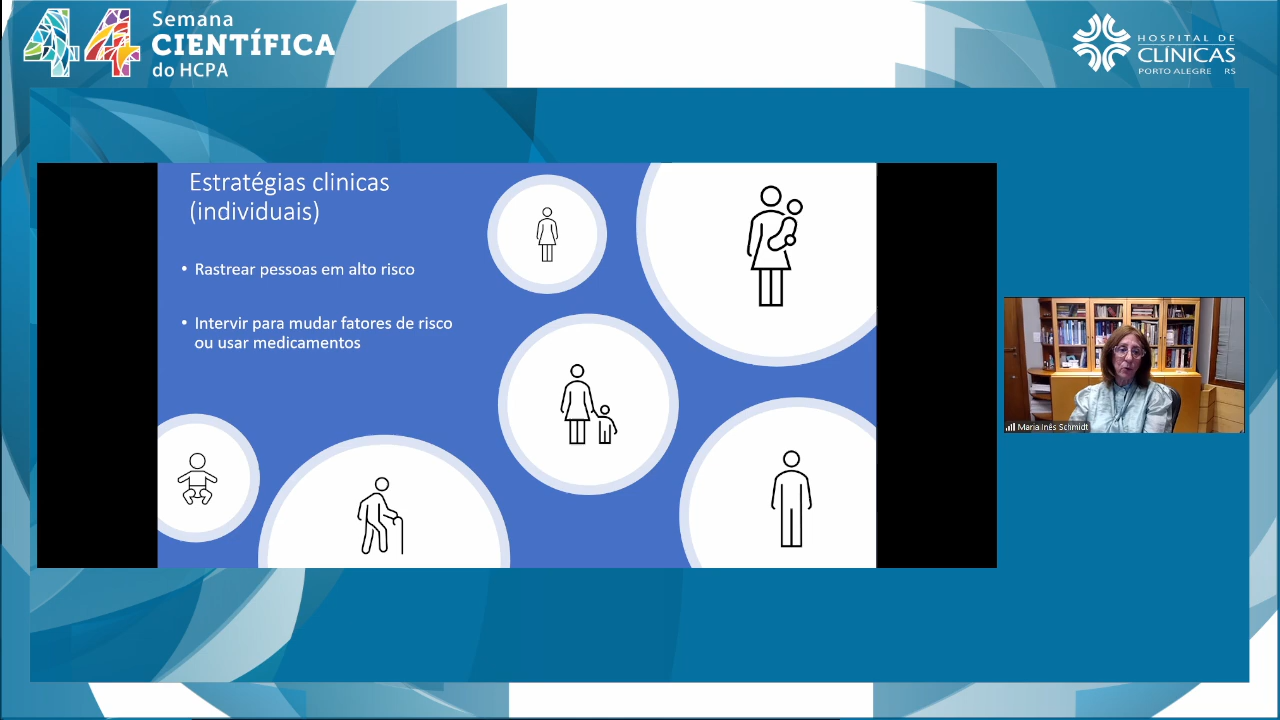 44 Semana
CIENTÍFICA
do HCPA
HOSPITAL DE
CLÍNICAS
PORTO ALEGRE RS
Estratégias clinicas
(individuais)
• Rastrear pessoas em alto risco
• Intervir para mudar fatores de risco
ou usar medicamentos
Maria Inês Schmidt